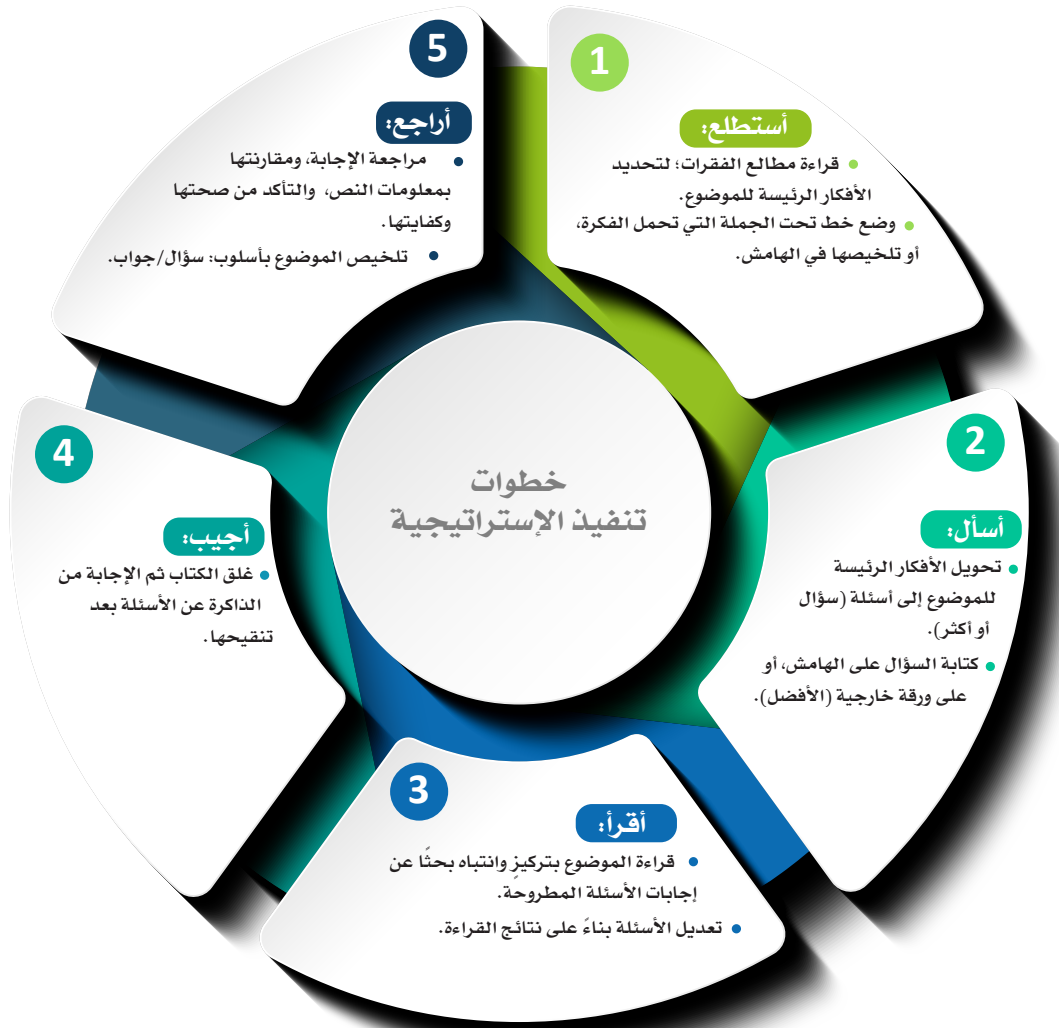 خطوات
تنفيذ الإستراتيجية
1
أستطلع:
• قراءة مطالع الفقرات؛ لتحديد
الأفكار الرئيسة للموضوع.
• وضع خط تحت الجملة التي تحمل الفكرة،
أو تلخيصها في الهامش.
2
أسأل:
• تحويل الأفكار الرئيسة
للموضوع إلى أسئلة (سؤال
أو أكثر).
• كتابة السؤال على الهامش، أو
على ورقة خارجية (الأفضل).
3
أقرأ:
• قراءة الموضوع بتركيزٍ وانتباه بحثًا عن
إجابات الأسئلة المطروحة.
• تعديل الأسئلة بناءً على نتائج القراءة.
4
أجيب:
• غلق الكتاب ثم الإجابة من
الذاكرة عن الأسئلة بعد
تنقيحها.
5
أراجع:
• مراجعة الإجابة، ومقارنتها
بمعلومات النص، والتأكد من صحتها
وكفايتها.
• تلخيص الموضوع بأسلوب: سؤال/جواب.